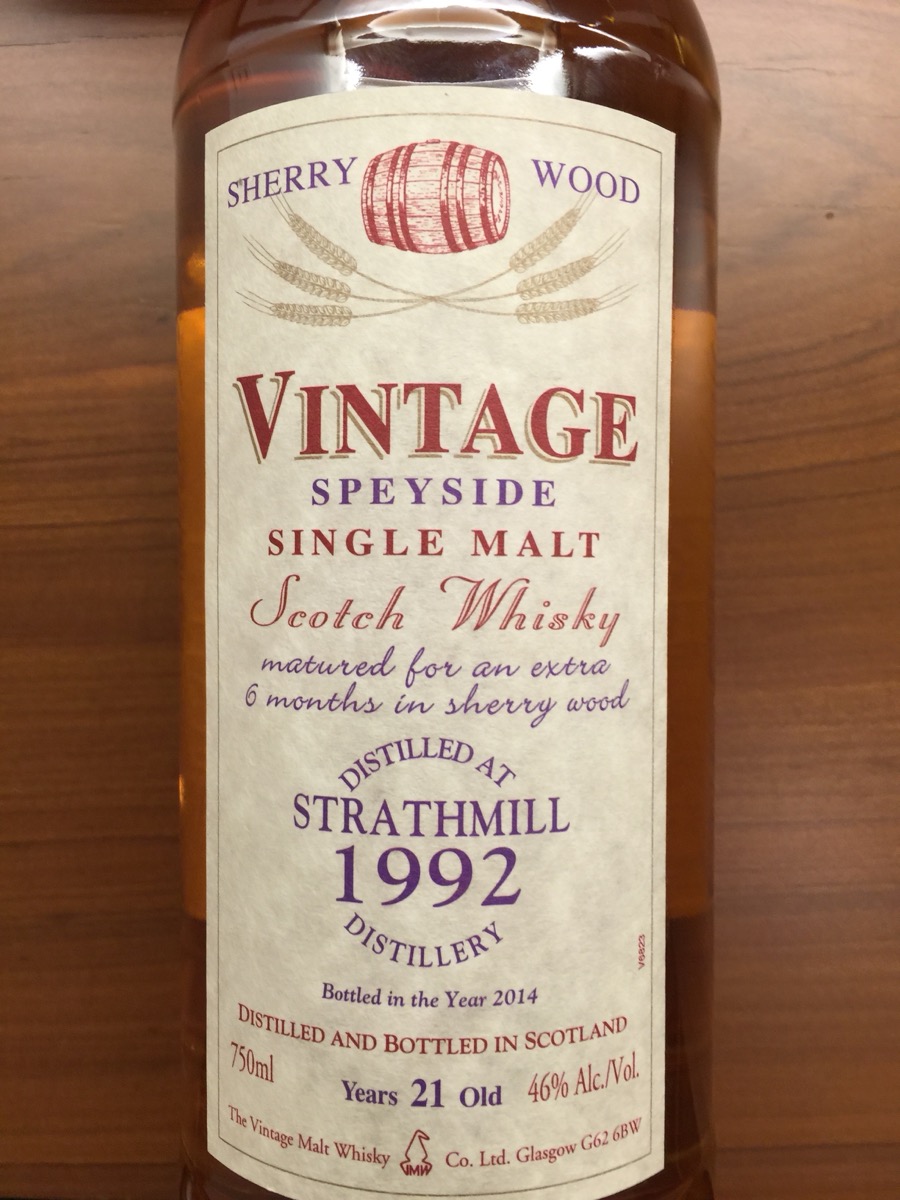 SHERRY WOOD
VINTAGE
SPEYSIDE
SINGLE MALT
Scotch Whisky
matured for an extra
6 months in sherry wood
DISTILLED AT
STRATHMILL
1992
DISTILLERY
V6823
Bottled in the Year 2014
DISTILLED AND BOTTLED IN SCOTLAND
750ml Years 21 Old 46% Alc./Vol.
The Vintage Malt Whisky VMW Co. Ltd. Glasgow G62 6BW